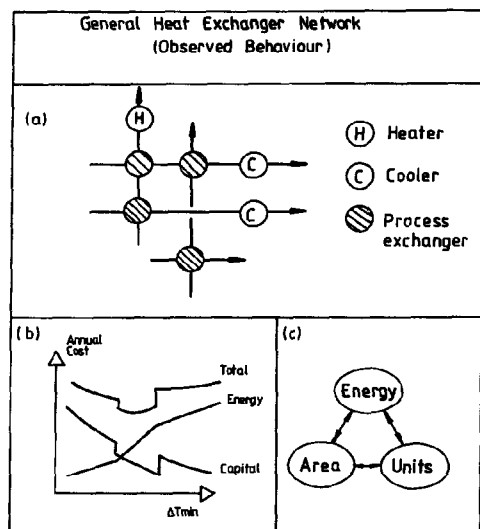 General Heat Exchanger Network
(Observed Behaviour)
(a)
H
H Heater
C
C Cooler
C
Process
exchanger
(b)
Annual
Cost
Total
Energy
Capital
ΔTmin
(c)
Energy
Area
Units